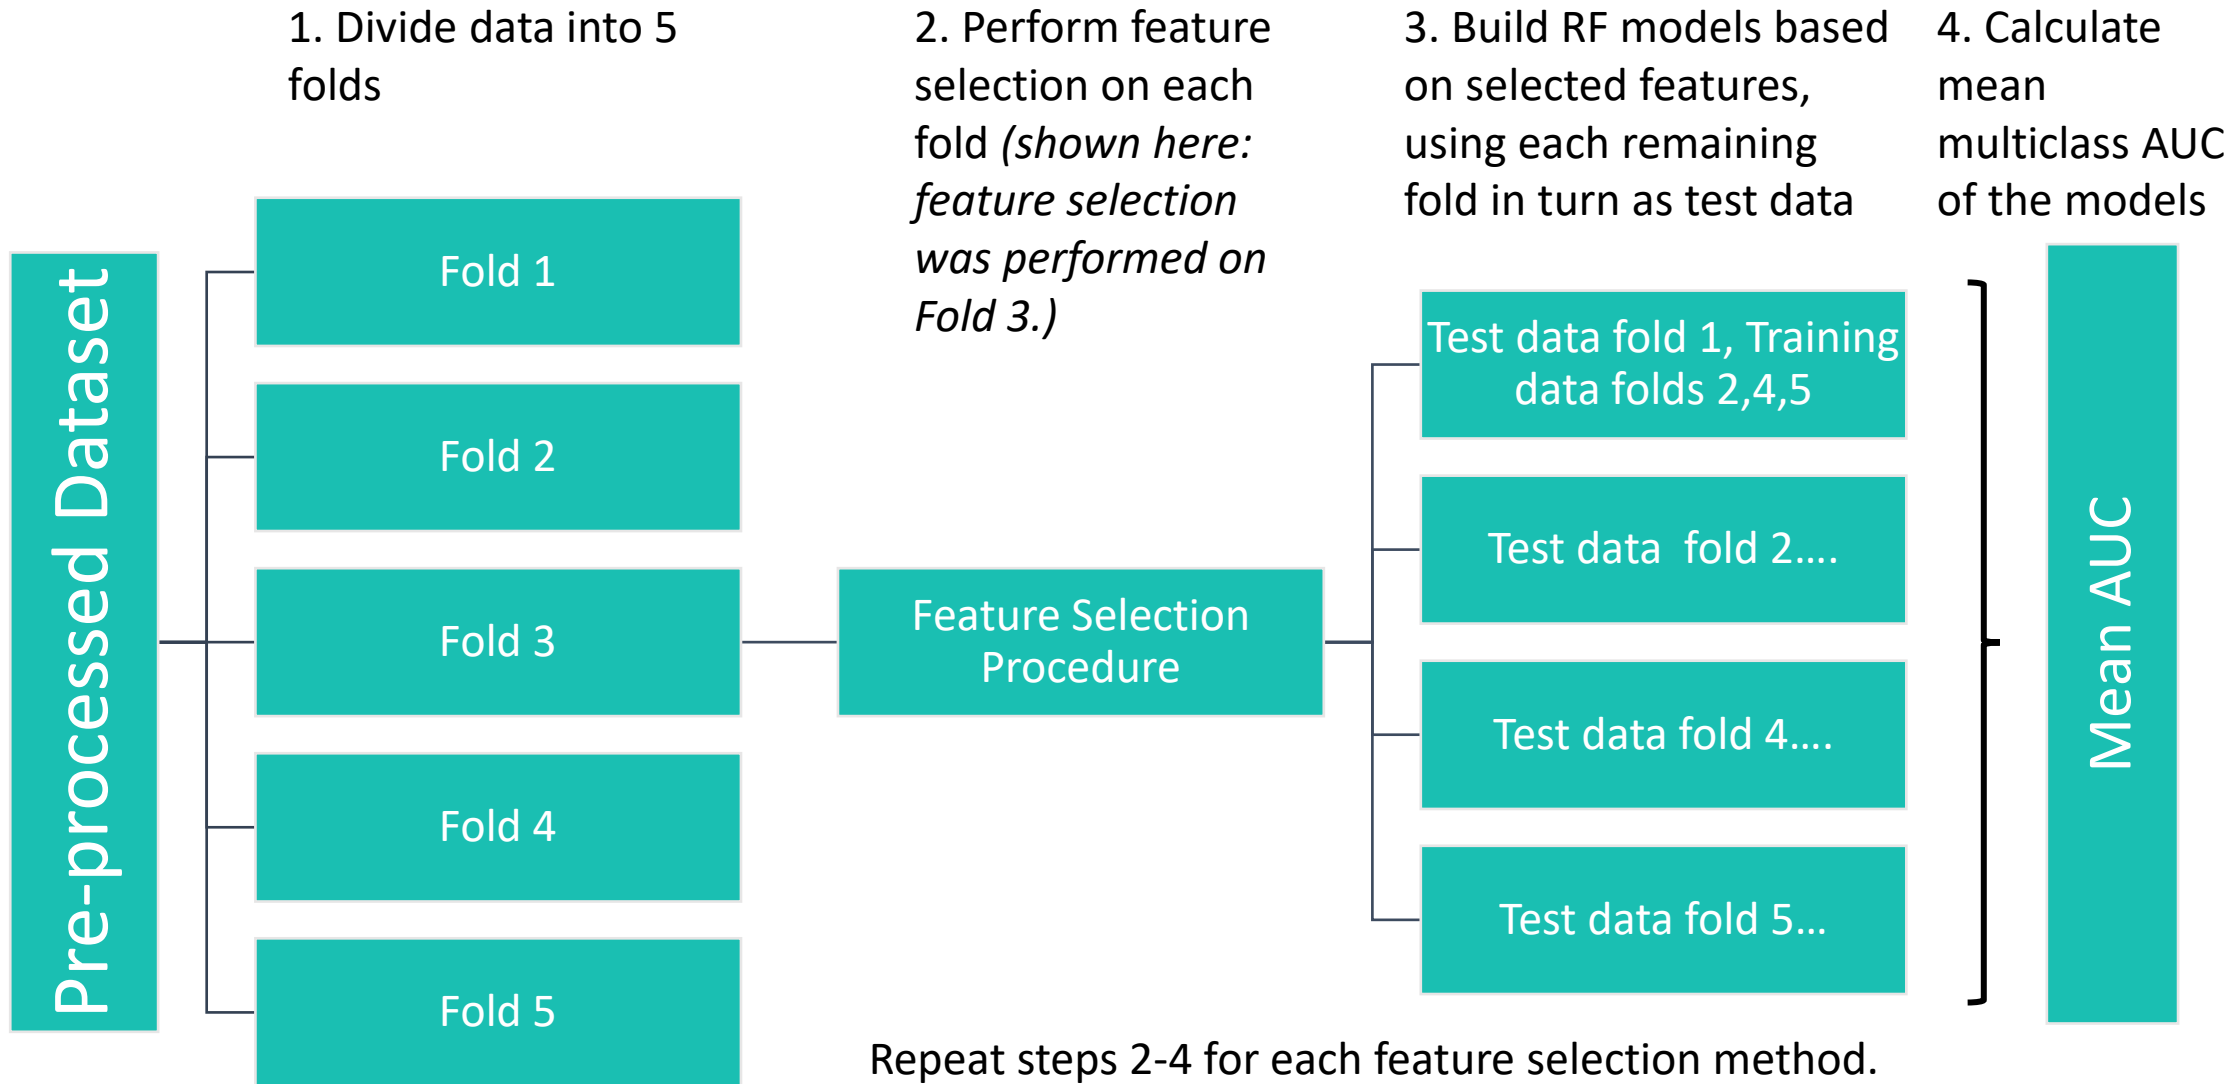 1. Divide data into 5
folds
2. Perform feature
selection on each
fold (shown here:
feature selection
was performed on
Fold 3.)
3. Build RF models based
on selected features,
using each remaining
fold in turn as test data
4. Calculate
mean
multiclass AUC
of the models
Pre-processed Dataset
Fold 1
Fold 2
Fold 3
Fold 4
Fold 5
Feature Selection
Procedure
Test data fold 1, Training
data folds 2,4,5
Test data  fold 2....
Test data fold 4....
Test data fold 5...
Mean AUC
Repeat steps 2-4 for each feature selection method.